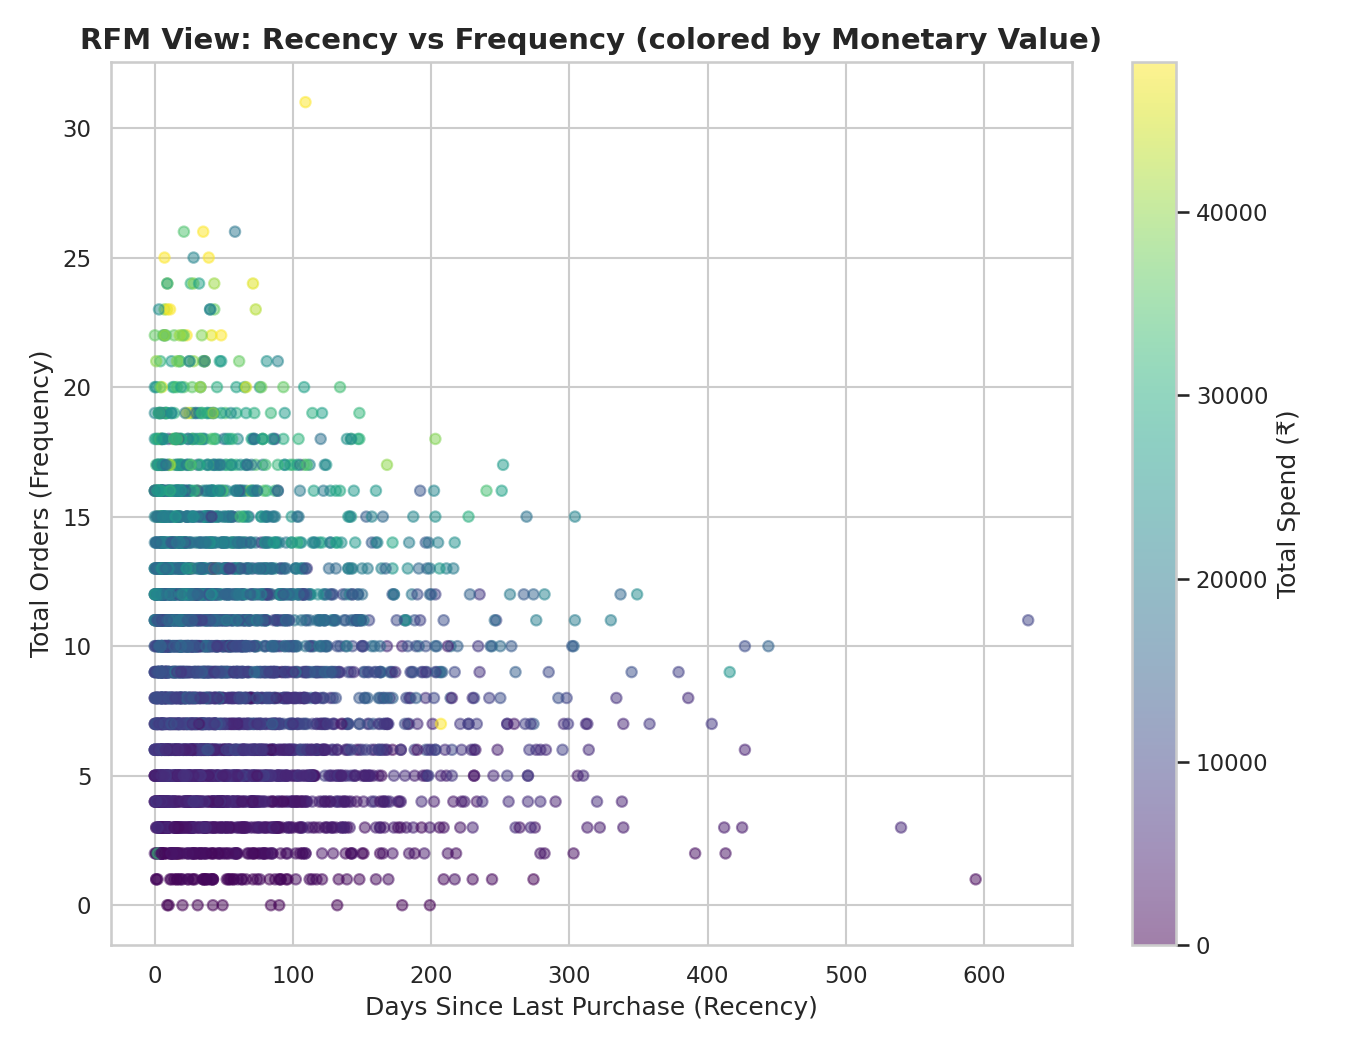 RFM View: Recency vs Frequency (colored by Monetary Value)
Total Orders (Frequency)
30
25
20
15
10
5
0
0 100 200 300 400 500 600
Days Since Last Purchase (Recency)
40000
30000
20000
10000
0
Total Spend (₹)